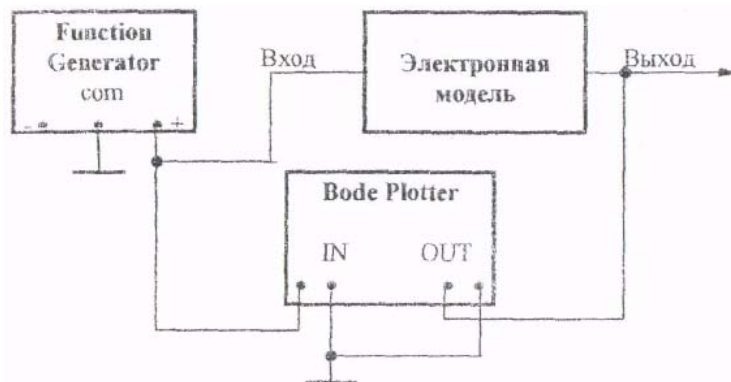 Function
Generator
com
- +
Вход
Электронная
модель
Выход
Bode Plotter
IN OUT